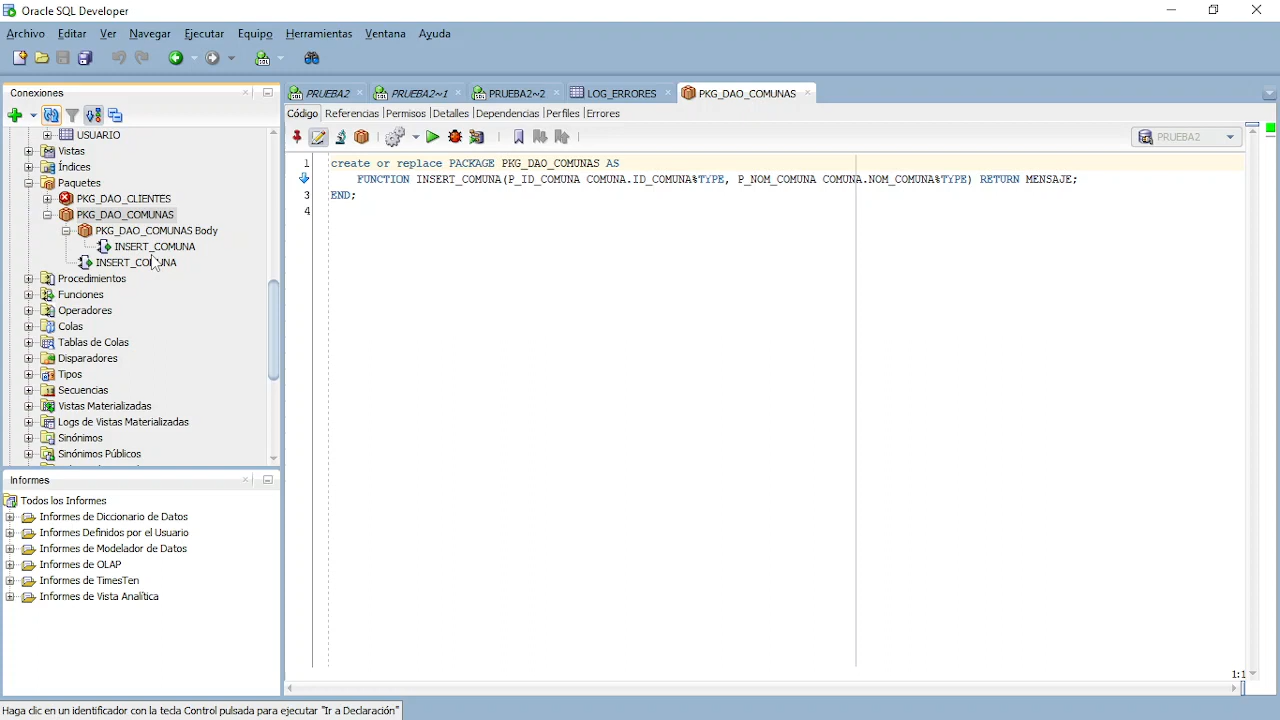 Oracle SQL Developer
Archivo Editar Ver Navegar Ejecutar Equipo Herramientas Ventana Ayuda
Conexiones
USUARIO
Vistas
Índices
Paquetes
PKG_DAO_CLIENTES
PKG_DAO_COMUNAS
PKG_DAO_COMUNAS Body
INSERT_COMUNA
INSERT_COMUNA
Procedimientos
Funciones
Operadores
Colas
Tablas de Colas
Disparadores
Tipos
Secuencias
Vistas Materializadas
Logs de Vistas Materializadas
Sinónimos
Sinónimos Públicos
Informes
Todos los Informes
Informes de Diccionario de Datos
Informes Definidos por el Usuario
Informes de Modelador de Datos
Informes de OLAP
Informes de TimesTen
Informes de Vista Analítica
PRUEBA2 PRUEBA2~1 PRUEBA2~2 LOG_ERRORES PKG_DAO_COMUNAS
Código Referencias Permisos Detalles Dependencias Perfiles Errores
PRUEBA2
1 create or replace PACKAGE PKG_DAO_COMUNAS AS
FUNCTION INSERT_COMUNA(P_ID_COMUNA COMUNA.ID_COMUNA%TYPE, P_NOM_COMUNA COMUNA.NOM_COMUNA%TYPE) RETURN MENSAJE;
3 END;
4
1:1
Haga clic en un identificador con la tecla Control pulsada para ejecutar "Ir a Declaración"